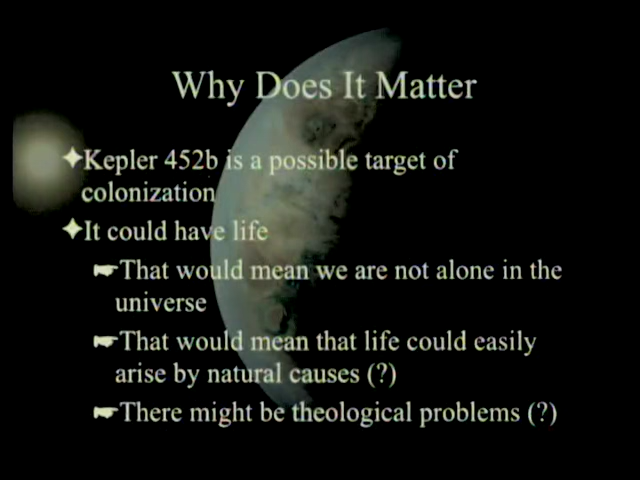 Why Does It Matter
Kepler 452b is a possible target of
colonization
It could have life
That would mean we are not alone in the
universe
That would mean that life could easily
arise by natural causes (?)
There might be theological problems (?)